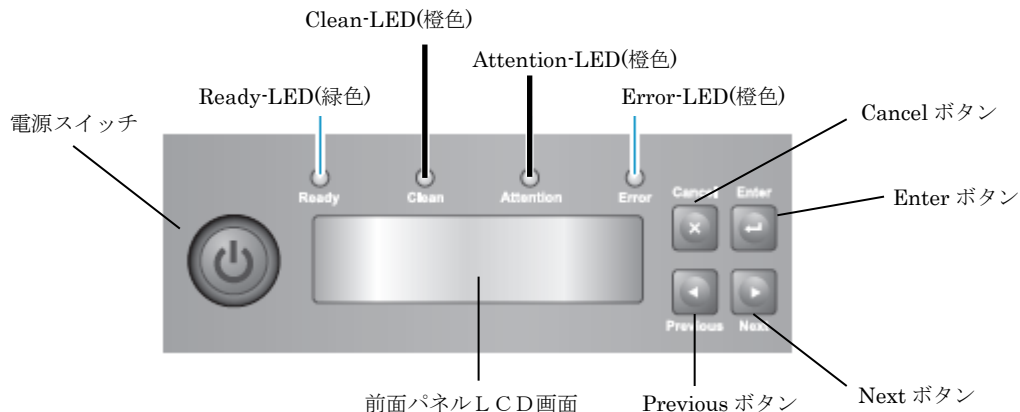 Clean-LED(橙色)
Attention-LED(橙色)
Ready-LED(緑色)
Error-LED(橙色)
電源スイッチ
Cancel ボタン
Ready
Clean
Attention
Error
Cancel
Enter
Enter ボタン
Previous
Next
前面パネルＬＣＤ画面
Previous ボタン
Next ボタン